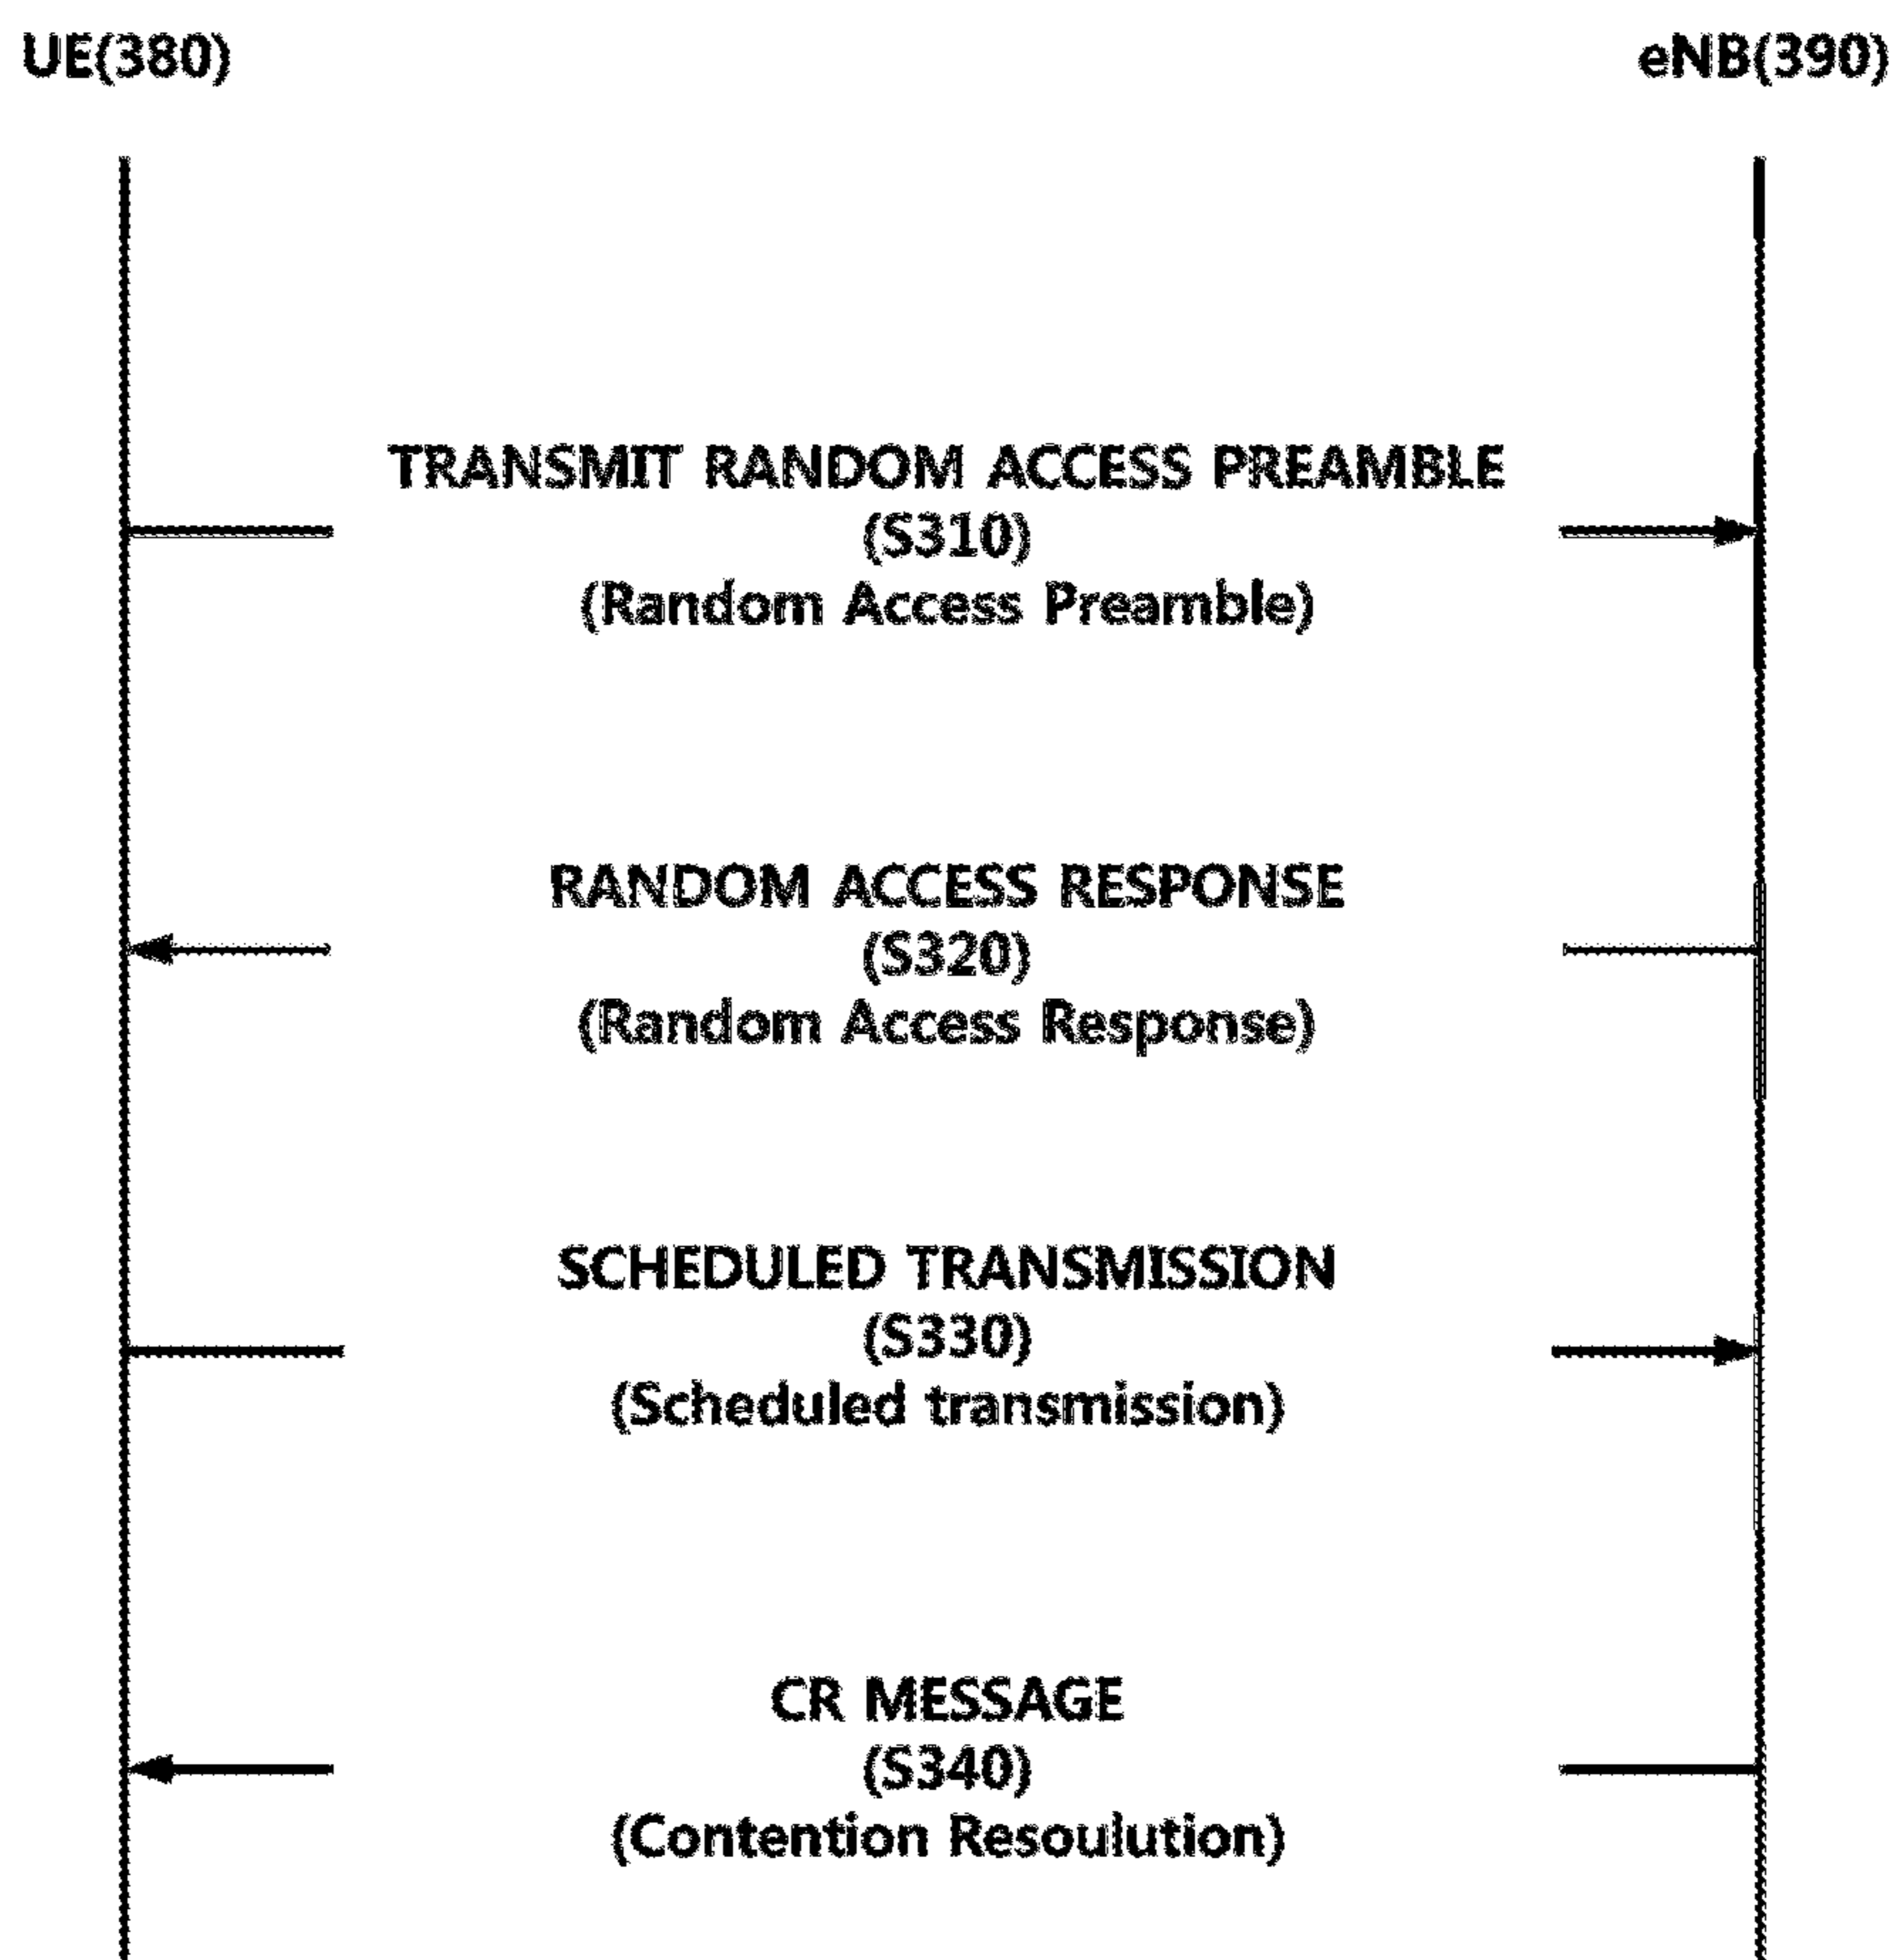 UE(380)
eNB(390)
TRANSMIT RANDOM ACCESS PREAMBLE
(S310)
(Random Access Preamble)
RANDOM ACCESS RESPONSE
(S320)
(Random Access Response)
SCHEDULED TRANSMISSION
(S330)
(Scheduled transmission)
CR MESSAGE
(S340)
(Contention Resoulution)